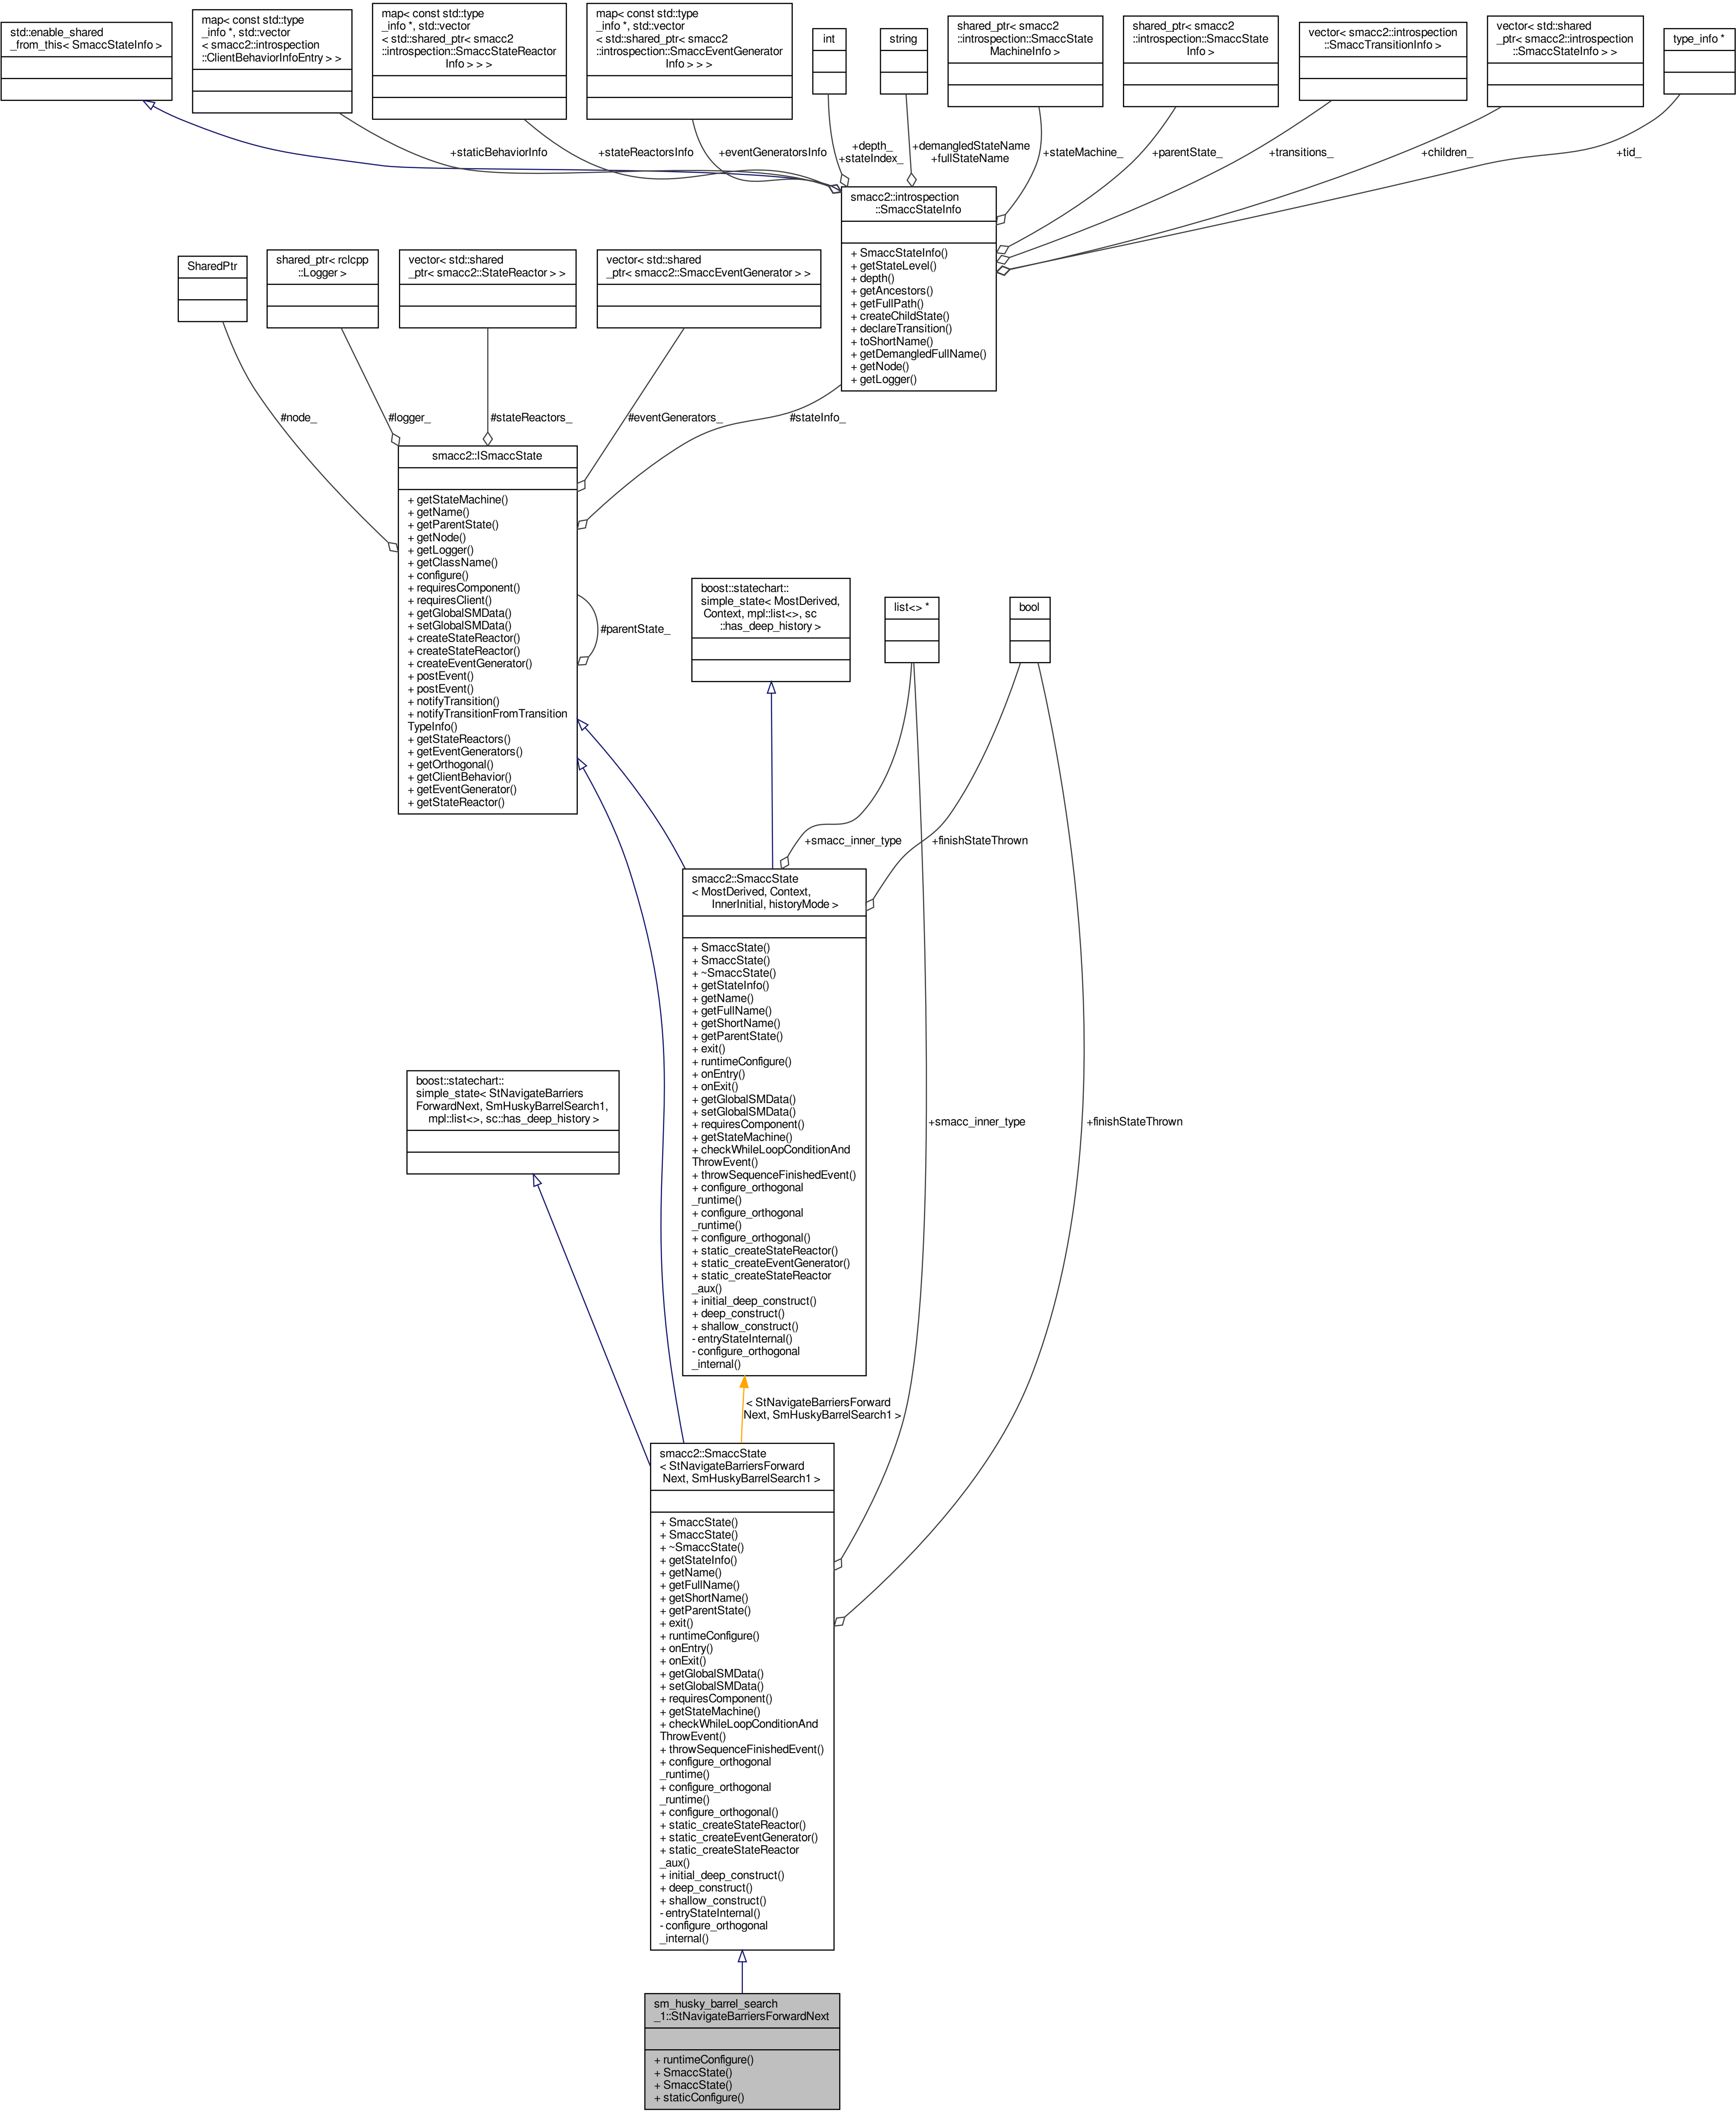 std::enable_shared
_from_this< SmaccStateInfo >
map< const std::type
_info *, std::vector
< smacc2::introspection
::ClientBehaviorInfoEntry > >
map< const std::type
_info *, std::vector
< std::shared_ptr< smacc2
::introspection::SmaccStateReactor
Info > > >
map< const std::type
_info *, std::vector
< std::shared_ptr< smacc2
::introspection::SmaccEventGenerator
Info > > >
int
string
shared_ptr< smacc2
::introspection::SmaccState
MachineInfo >
shared_ptr< smacc2
::introspection::SmaccState
Info >
vector< smacc2::introspection
::SmaccTransitionInfo >
vector< std::shared
_ptr< smacc2::introspection
::SmaccStateInfo > >
type_info *
+staticBehaviorInfo
+stateReactorsInfo
+eventGeneratorsInfo
+depth_
+stateIndex_
+demangledStateName
+fullStateName
+stateMachine_
+parentState_
+transitions_
+children_
+tid_
smacc2::introspection
::SmaccStateInfo
+ SmaccStateInfo()
+ getStateLevel()
+ depth()
+ getAncestors()
+ getFullPath()
+ createChildState()
+ declareTransition()
+ toShortName()
+ getDemangledFullName()
+ getNode()
+ getLogger()
SharedPtr
shared_ptr< rclcpp
::Logger >
vector< std::shared
_ptr< smacc2::StateReactor > >
vector< std::shared
_ptr< smacc2::SmaccEventGenerator > >
#node_
#logger_
#stateReactors_
#eventGenerators_
#stateInfo_
smacc2::ISmaccState
+ getStateMachine()
+ getName()
+ getParentState()
+ getNode()
+ getLogger()
+ getClassName()
+ configure()
+ requiresComponent()
+ requiresClient()
+ getGlobalSMData()
+ setGlobalSMData()
+ createStateReactor()
+ createStateReactor()
+ createEventGenerator()
+ postEvent()
+ postEvent()
+ notifyTransition()
+ notifyTransitionFromTransition
TypeInfo()
+ getStateReactors()
+ getEventGenerators()
+ getOrthogonal()
+ getClientBehavior()
+ getEventGenerator()
+ getStateReactor()
#parentState_
boost::statechart::
simple_state< MostDerived,
Context, mpl::list<>, sc
::has_deep_history >
list<> *
bool
+smacc_inner_type
+finishStateThrown
smacc2::SmaccState
< MostDerived, Context,
InnerInitial, historyMode >
+ SmaccState()
+ SmaccState()
+ ~SmaccState()
+ getStateInfo()
+ getName()
+ getFullName()
+ getShortName()
+ getParentState()
+ exit()
+ runtimeConfigure()
+ onEntry()
+ onExit()
+ getGlobalSMData()
+ setGlobalSMData()
+ requiresComponent()
+ getStateMachine()
+ checkWhileLoopConditionAnd
ThrowEvent()
+ throwSequenceFinishedEvent()
+ configure_orthogonal
_runtime()
+ configure_orthogonal
_runtime()
+ configure_orthogonal()
+ static_createStateReactor()
+ static_createEventGenerator()
+ static_createStateReactor
_aux()
+ initial_deep_construct()
+ deep_construct()
+ shallow_construct()
- entryStateInternal()
- configure_orthogonal
_internal()
boost::statechart::
simple_state< StNavigateBarriers
ForwardNext, SmHuskyBarrelSearch1,
mpl::list<>, sc::has_deep_history >
+smacc_inner_type
+finishStateThrown
< StNavigateBarriersForward
Next, SmHuskyBarrelSearch1 >
smacc2::SmaccState
< StNavigateBarriersForward
Next, SmHuskyBarrelSearch1 >
+ SmaccState()
+ SmaccState()
+ ~SmaccState()
+ getStateInfo()
+ getName()
+ getFullName()
+ getShortName()
+ getParentState()
+ exit()
+ runtimeConfigure()
+ onEntry()
+ onExit()
+ getGlobalSMData()
+ setGlobalSMData()
+ requiresComponent()
+ getStateMachine()
+ checkWhileLoopConditionAnd
ThrowEvent()
+ throwSequenceFinishedEvent()
+ configure_orthogonal
_runtime()
+ configure_orthogonal
_runtime()
+ configure_orthogonal()
+ static_createStateReactor()
+ static_createEventGenerator()
+ static_createStateReactor
_aux()
+ initial_deep_construct()
+ deep_construct()
+ shallow_construct()
- entryStateInternal()
- configure_orthogonal
_internal()
sm_husky_barrel_search
_1::StNavigateBarriersForwardNext
+ runtimeConfigure()
+ SmaccState()
+ SmaccState()
+ staticConfigure()